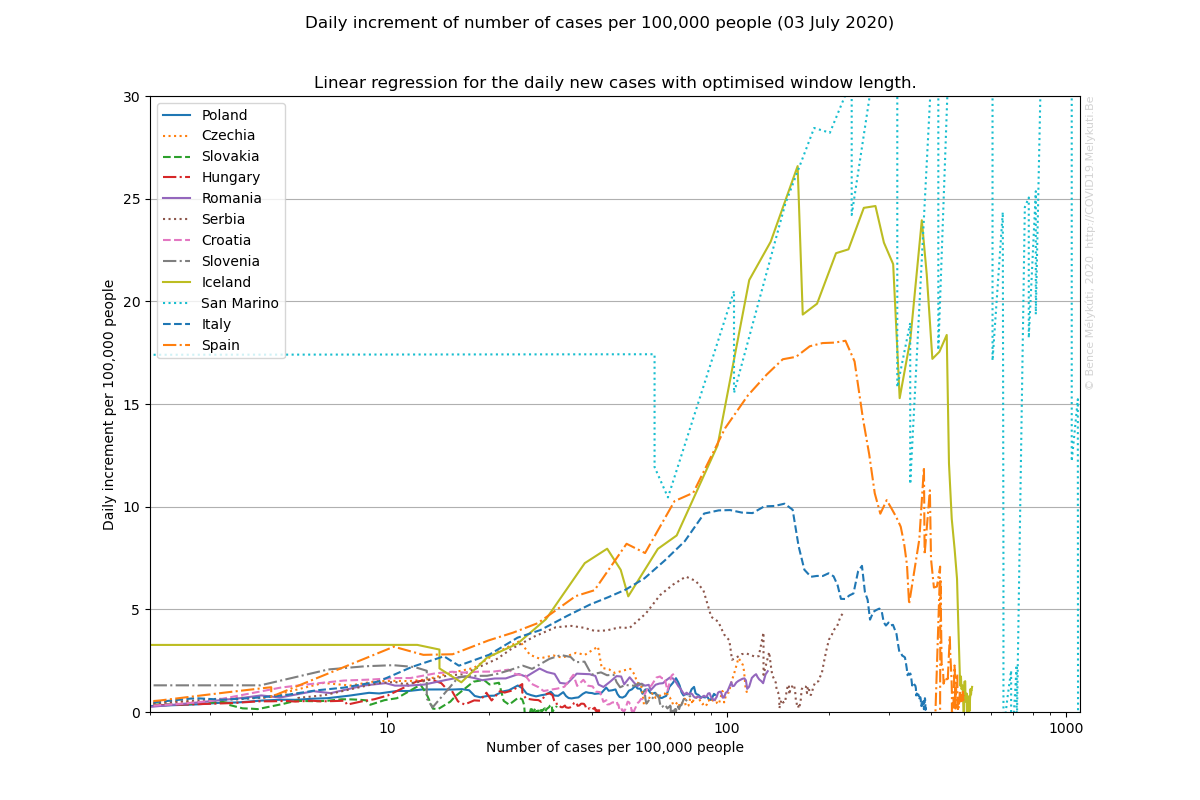 Daily increment of number of cases per 100,000 people (03 July 2020)
Linear regression for the daily new cases with optimised window length.
30
25
20
15
10
5
0
Daily increment per 100,000 people
Poland
Czechia
Slovakia
Hungary
Romania
Serbia
Croatia
Slovenia
Iceland
San Marino
Italy
Spain
10
100
1000
Number of cases per 100,000 people
© Bence Melykuti, 2020 http://COVID19.Melykuti.Be